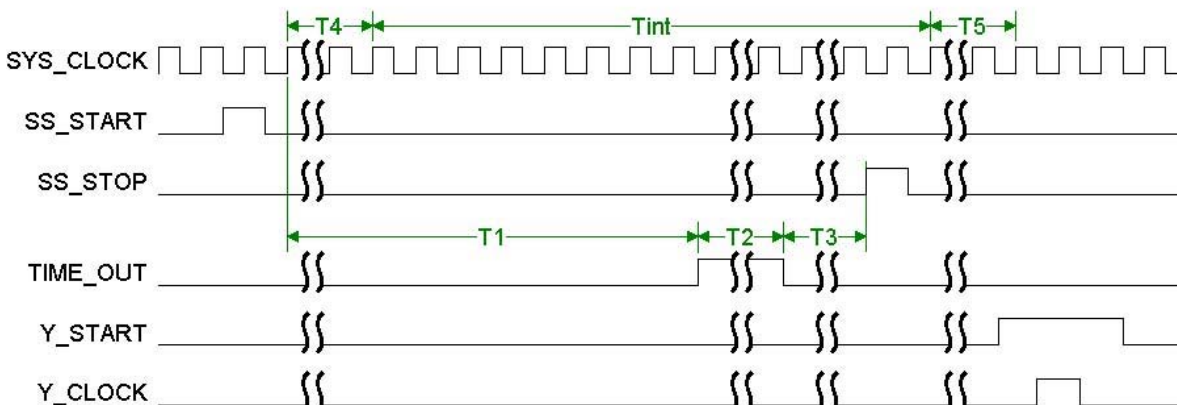 T4 Tint T5
SYS_CLOCK
SS_START
SS_STOP
T1 T2 T3
TIME_OUT
Y_START
Y_CLOCK